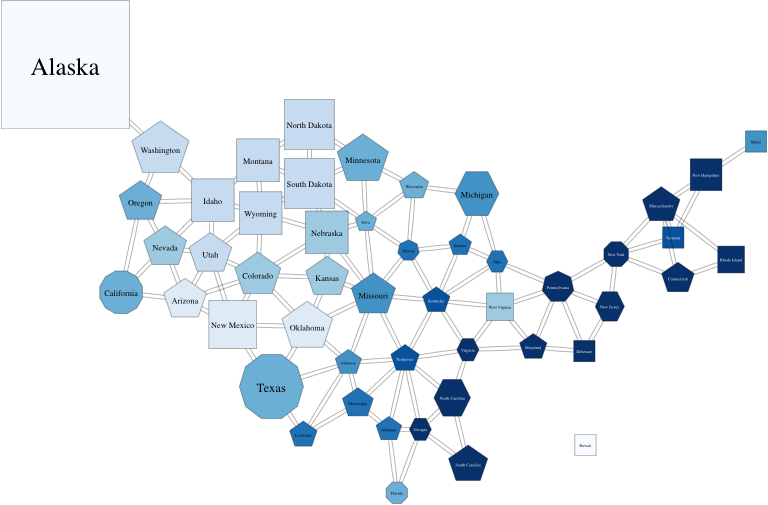 Alaska
North Dakota
Maine
Washington
Montana
Minnesota
New Hampshire
South Dakota
Wisconsin
Michigan
Oregon
Idaho
Wyoming
Massachusetts
Iowa
Nebraska
Vermont
Nevada
Utah
Illinois
Indiana
New York
Rhode Island
Ohio
Colorado
Kansas
Connecticut
California
Arizona
Missouri
Kentucky
Pennsylvania
West Virginia
New Jersey
New Mexico
Oklahoma
Virginia
Maryland
Delaware
Arkansas
Tennessee
Texas
Mississippi
North Carolina
Louisiana
Alabama
Georgia
Hawaii
South Carolina
Florida